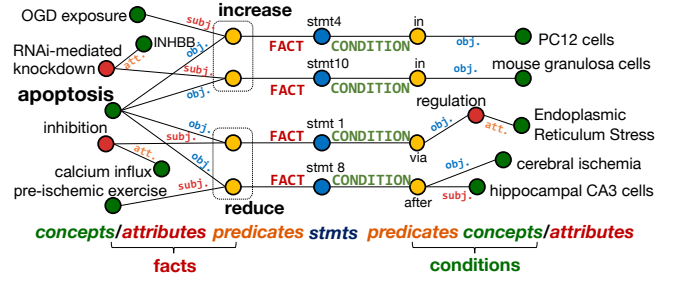 OGD exposure
subj.
increase
stmt4
in
FACT
CONDITION
obj.
PC12 cells
RNAi-mediated
knockdown
INHBB
att.
obj.
subj.
obj.
stmt10
in
FACT
CONDITION
obj.
mouse granulosa cells
apoptosis
regulation
inhibition
obj.
subj.
stmt 1
FACT
CONDITION
via
obj.
att.
Endoplasmic
Reticulum Stress
att.
calcium influx
obj.
stmt 8
FACT
CONDITION
after
obj.
cerebral ischemia
pre-ischemic exercise
subj.
reduce
subj.
hippocampal CA3 cells
concepts/attributes predicates stmts predicates concepts/attributes
facts
conditions